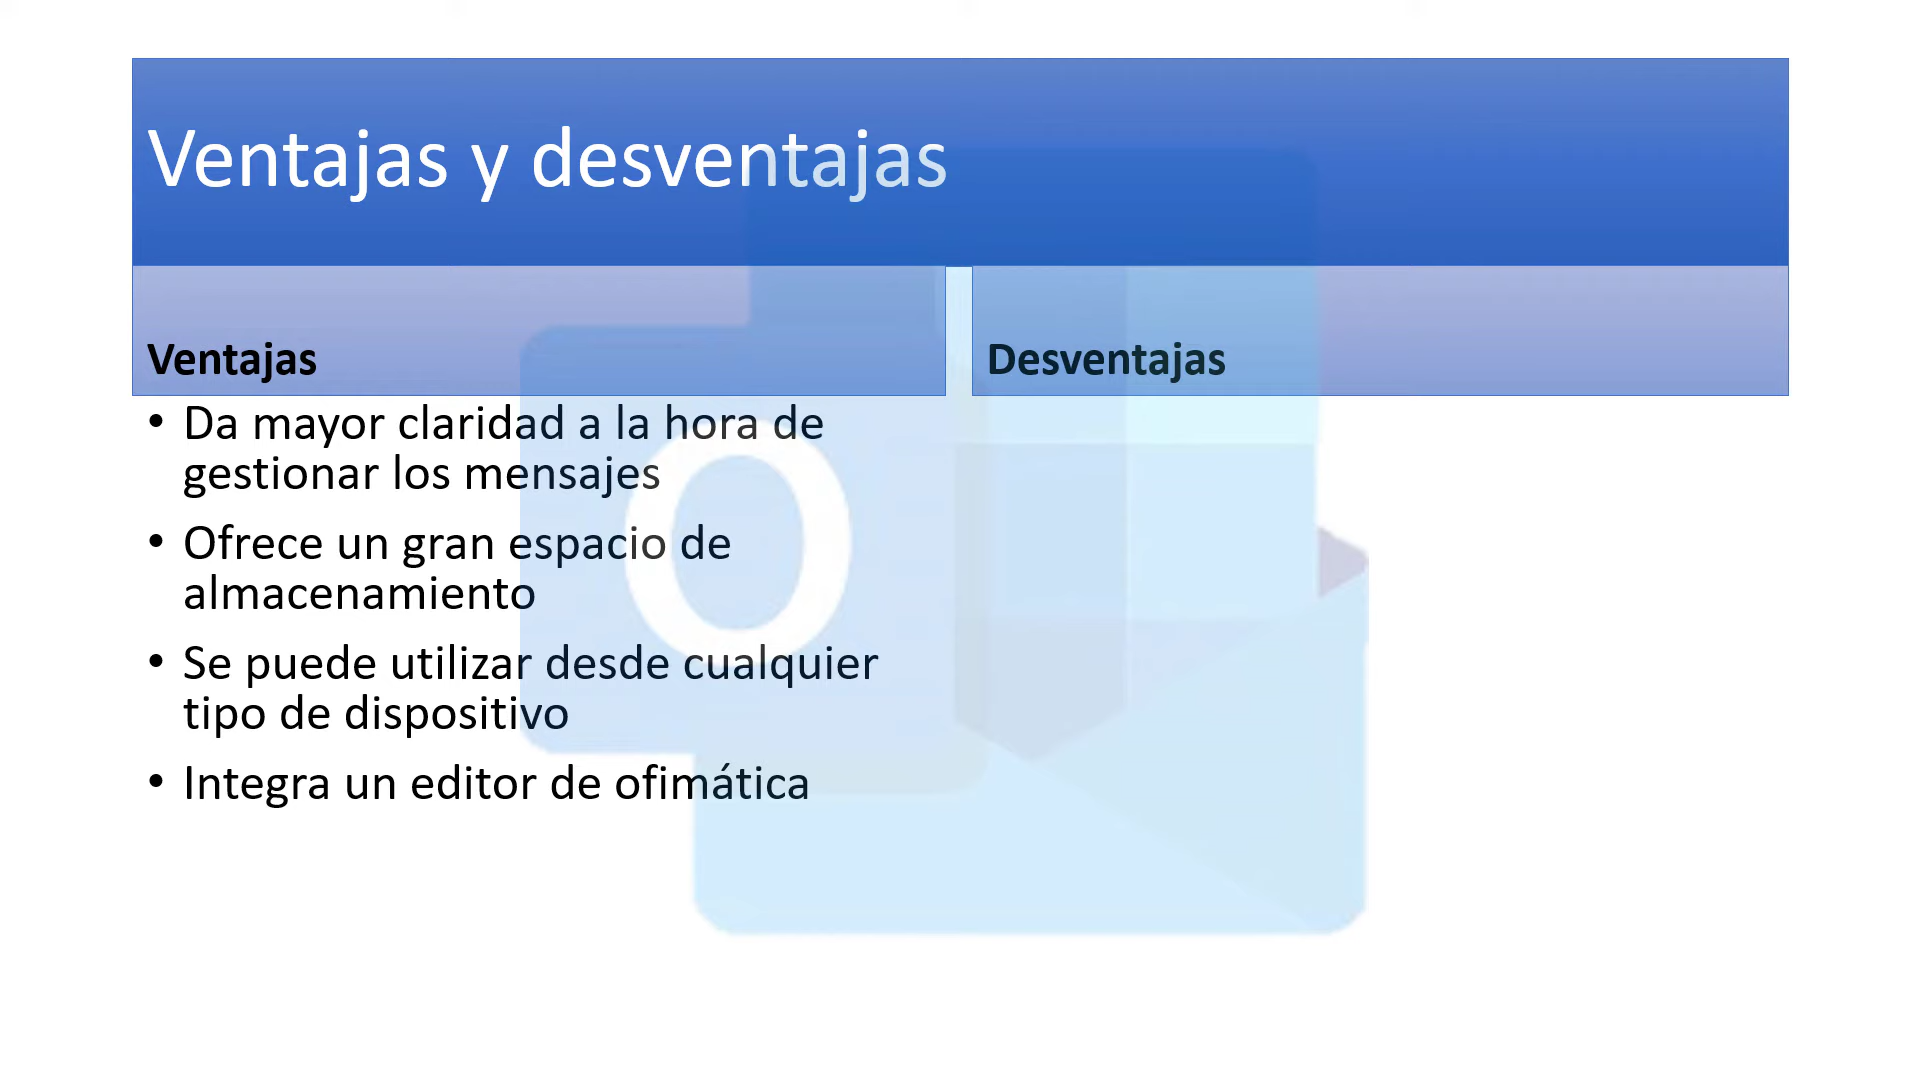 Ventajas y desventajas
Ventajas
• Da mayor claridad a la hora de
gestionar los mensajes
• Ofrece un gran espacio de
almacenamiento
• Se puede utilizar desde cualquier
tipo de dispositivo
• Integra un editor de ofimática
Desventajas
O